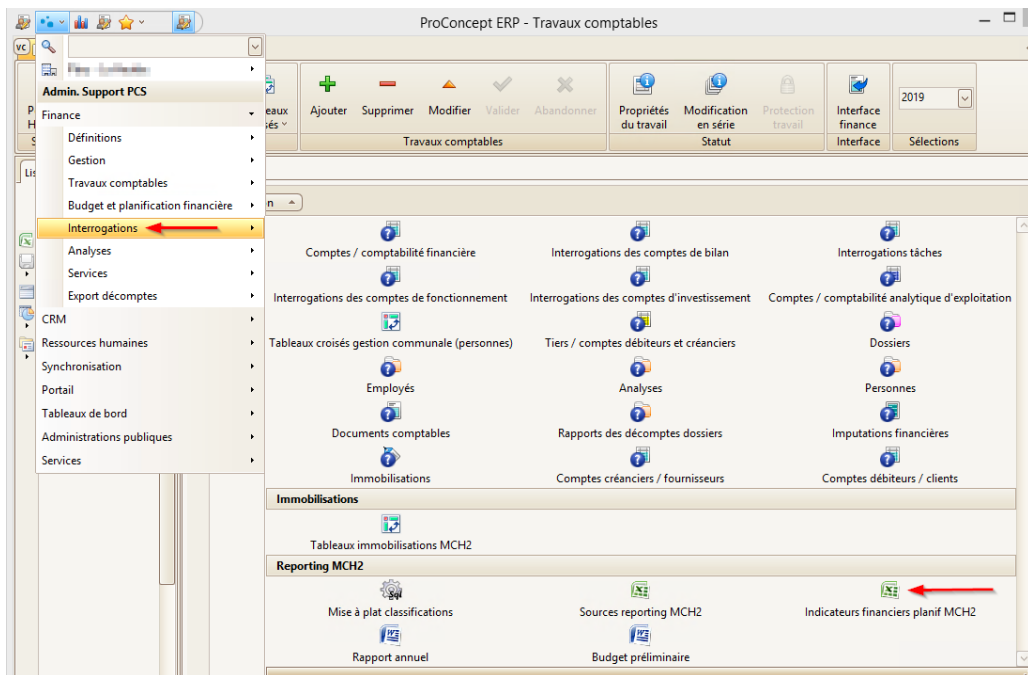 ProConcept ERP - Travaux comptables
VC
Admin. Support PCS
Finance
Définitions
Gestion
Travaux comptables
Budget et planification financière
Interrogations
Analyses
Services
Export décomptes
CRM
Ressources humaines
Synchronisation
Portail
Tableaux de bord
Administrations publiques
Services
Ajouter Supprimer Modifier Valider Abandonner
Travaux comptables
Propriétés du travail
Modification en série
Protection travail
Statut
Interface finance
Interface
2019
Sélections
Comptes / comptabilité financière
Interrogations des comptes de bilan
Interrogations tâches
Interrogations des comptes de fonctionnement
Interrogations des comptes d'investissement
Comptes / comptabilité analytique d'exploitation
Tableaux croisés gestion communale (personnes)
Tiers / comptes débiteurs et créanciers
Dossiers
Employés
Analyses
Personnes
Documents comptables
Rapports des décomptes dossiers
Imputations financières
Immobilisations
Comptes créanciers / fournisseurs
Comptes débiteurs / clients
Immobilisations
Tableaux immobilisations MCH2
Reporting MCH2
Sql
Mise à plat classifications
Sources reporting MCH2
Indicateurs financiers planif MCH2
Rapport annuel
Budget préliminaire